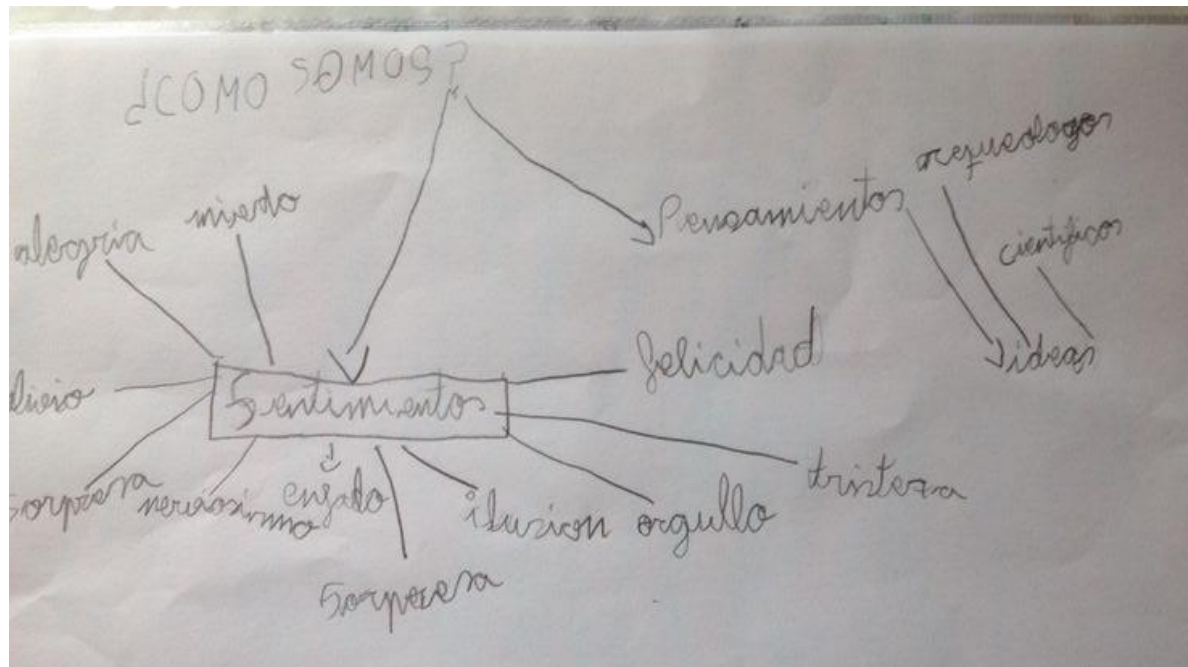 ¿COMO SOMOS?
arqueologos
miedo
Pensamientos
alegria
cientificos
felicidad
ideas
Sentimientos
tristeza
sorpresa
nerviosismo
enfado
ilusion
orgullo
Sorpresa